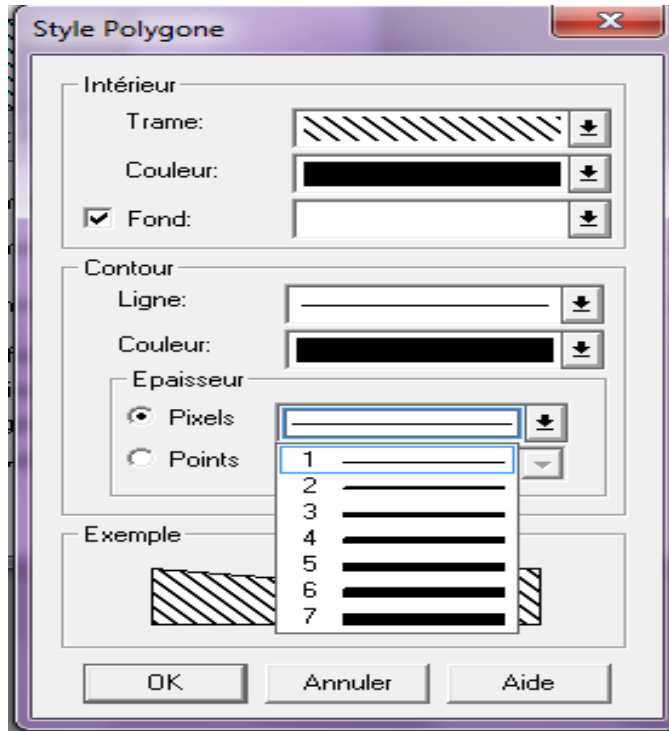 Style Polygone
Intérieur
Trame:
Couleur:
Fond:
Contour
Ligne:
Couleur:
Epaisseur
Pixels
Points
1
2
3
4
5
6
7
Exemple
OK Annuler Aide